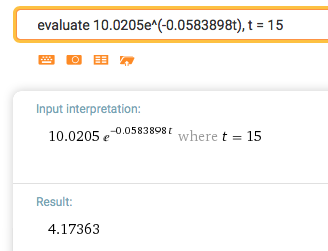 evaluate 10.0205e^(-0.0583898t), t = 15
Input interpretation:
10.0205 e^-0.0583898 t where t = 15
Result:
4.17363